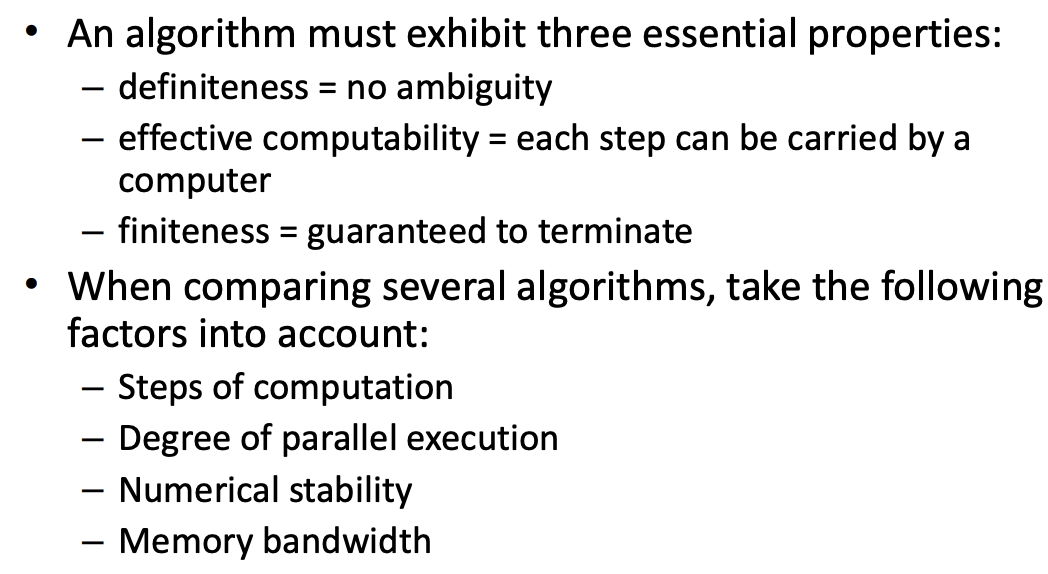 • An algorithm must exhibit three essential properties:
– definiteness = no ambiguity
– effective computability = each step can be carried by a
computer
– finiteness = guaranteed to terminate
• When comparing several algorithms, take the following
factors into account:
– Steps of computation
– Degree of parallel execution
– Numerical stability
– Memory bandwidth